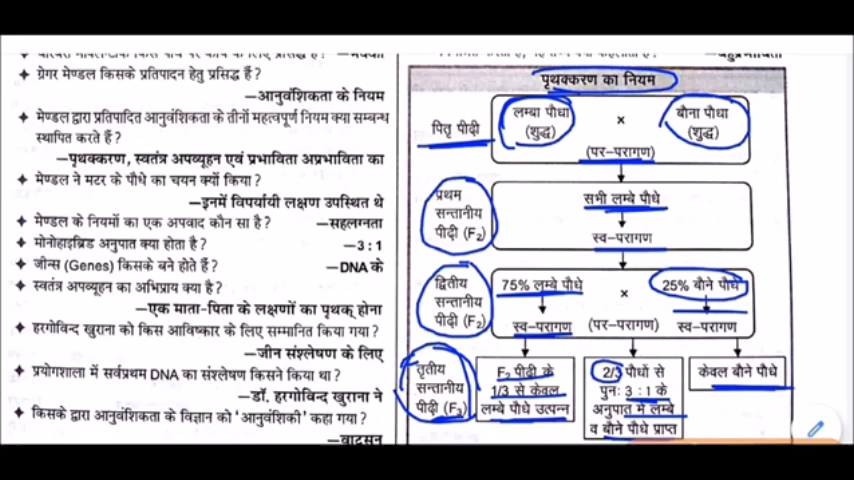 ✦ ग्रेगर मेण्डल किसके प्रतिपादन हेतु प्रसिद्ध हैं?
—आनुवंशिकता के नियम
✦ मेण्डल द्वारा प्रतिपादित आनुवंशिकता के तीनों महत्वपूर्ण नियम क्या सम्बन्ध
स्थापित करते हैं?
—पृथक्करण, स्वतंत्र अपव्यूहन एवं प्रभाविता अप्रभाविता का
✦ मेण्डल ने मटर के पौधे का चयन क्यों किया?
—इनमें विपर्यायी लक्षण उपस्थित थे
✦ मेण्डल के नियमों का एक अपवाद कौन सा है? —सहलग्नता
✦ मोनोहाइब्रिड अनुपात क्या होता है? —3 : 1
✦ जीन्स (Genes) किसके बने होते हैं? —DNA के
✦ स्वतंत्र अपव्यूहन का अभिप्राय क्या है?
—एक माता-पिता के लक्षणों का पृथक् होना
✦ हरगोविन्द खुराना को किस आविष्कार के लिए सम्मानित किया गया?
—जीन संश्लेषण के लिए
✦ प्रयोगशाला में सर्वप्रथम DNA का संश्लेषण किसने किया था?
—डॉ. हरगोविन्द खुराना ने
✦ किसके द्वारा आनुवंशिकता के विज्ञान को 'आनुवंशिकी' कहा गया?
—वाटसन
पृथक्करण का नियम
पितृ पीढ़ी
लम्बा पौधा
(शुद्ध)
×
बौना पौधा
(शुद्ध)
(पर-परागण)
प्रथम
सन्तानीय
पीढ़ी (F₂)
सभी लम्बे पौधे
स्व-परागण
द्वितीय
सन्तानीय
पीढ़ी (F₂)
75% लम्बे पौधे × 25% बौने पौधे
स्व-परागण (पर-परागण) स्व-परागण
तृतीय
सन्तानीय
पीढ़ी (F₃)
F₂ पीढ़ी के
1/3 से केवल
लम्बे पौधे उत्पन्न
2/3 पौधों से
पुनः 3 : 1 के
अनुपात में लम्बे
व बौने पौधे प्राप्त
केवल बौने पौधे